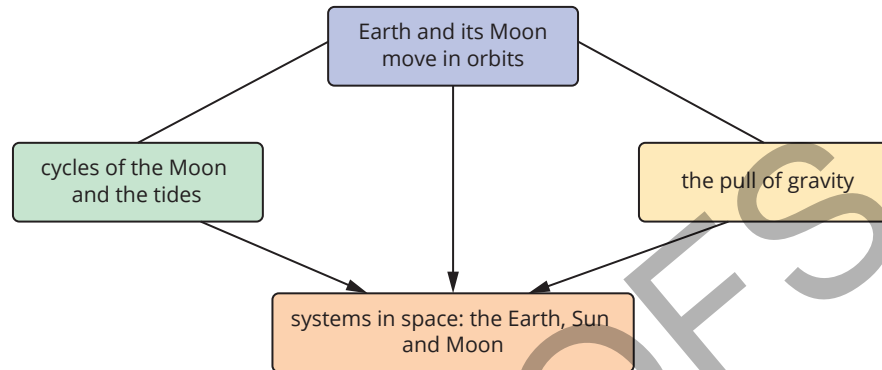 Earth and its Moon
move in orbits
cycles of the Moon
and the tides
the pull of gravity
systems in space: the Earth, Sun
and Moon
OFS